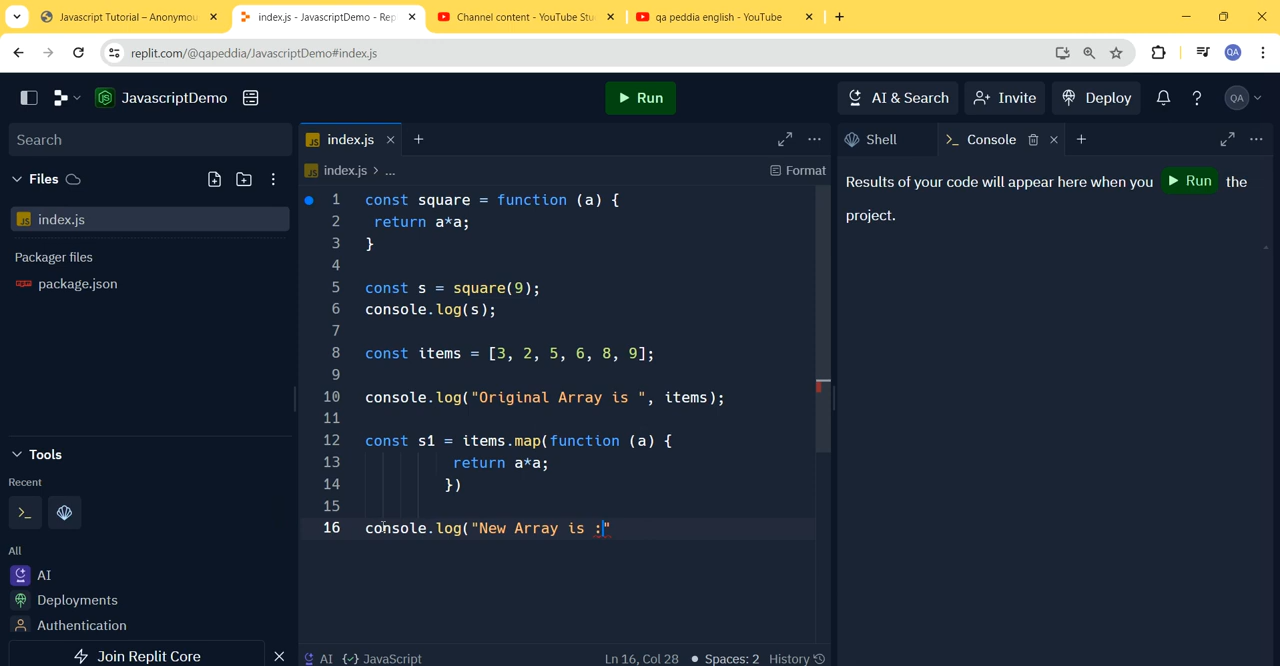 Javascript Tutorial – Anonymou
index.js - JavascriptDemo - Rep
Channel content - YouTube Stu
qa peddia english - YouTube
replit.com/@qapeddia/JavascriptDemo#index.js
QA
JavascriptDemo
Run
AI & Search
Invite
Deploy
QA
Search
Files
index.js
Packager files
package.json
Tools
Recent
All
AI
Deployments
Authentication
Join Replit Core
JS index.js
JS index.js > ...
Format
1 const square = function (a) {
2 return a*a;
3 }
4
5 const s = square(9);
6 console.log(s);
7
8 const items = [3, 2, 5, 6, 8, 9];
9
10 console.log("Original Array is ", items);
11
12 const s1 = items.map(function (a) {
13 return a*a;
14 })
15
16 console.log("New Array is :"
AI {} JavaScript
Ln 16, Col 28 • Spaces: 2 History
Shell
Console
Results of your code will appear here when you Run the
project.